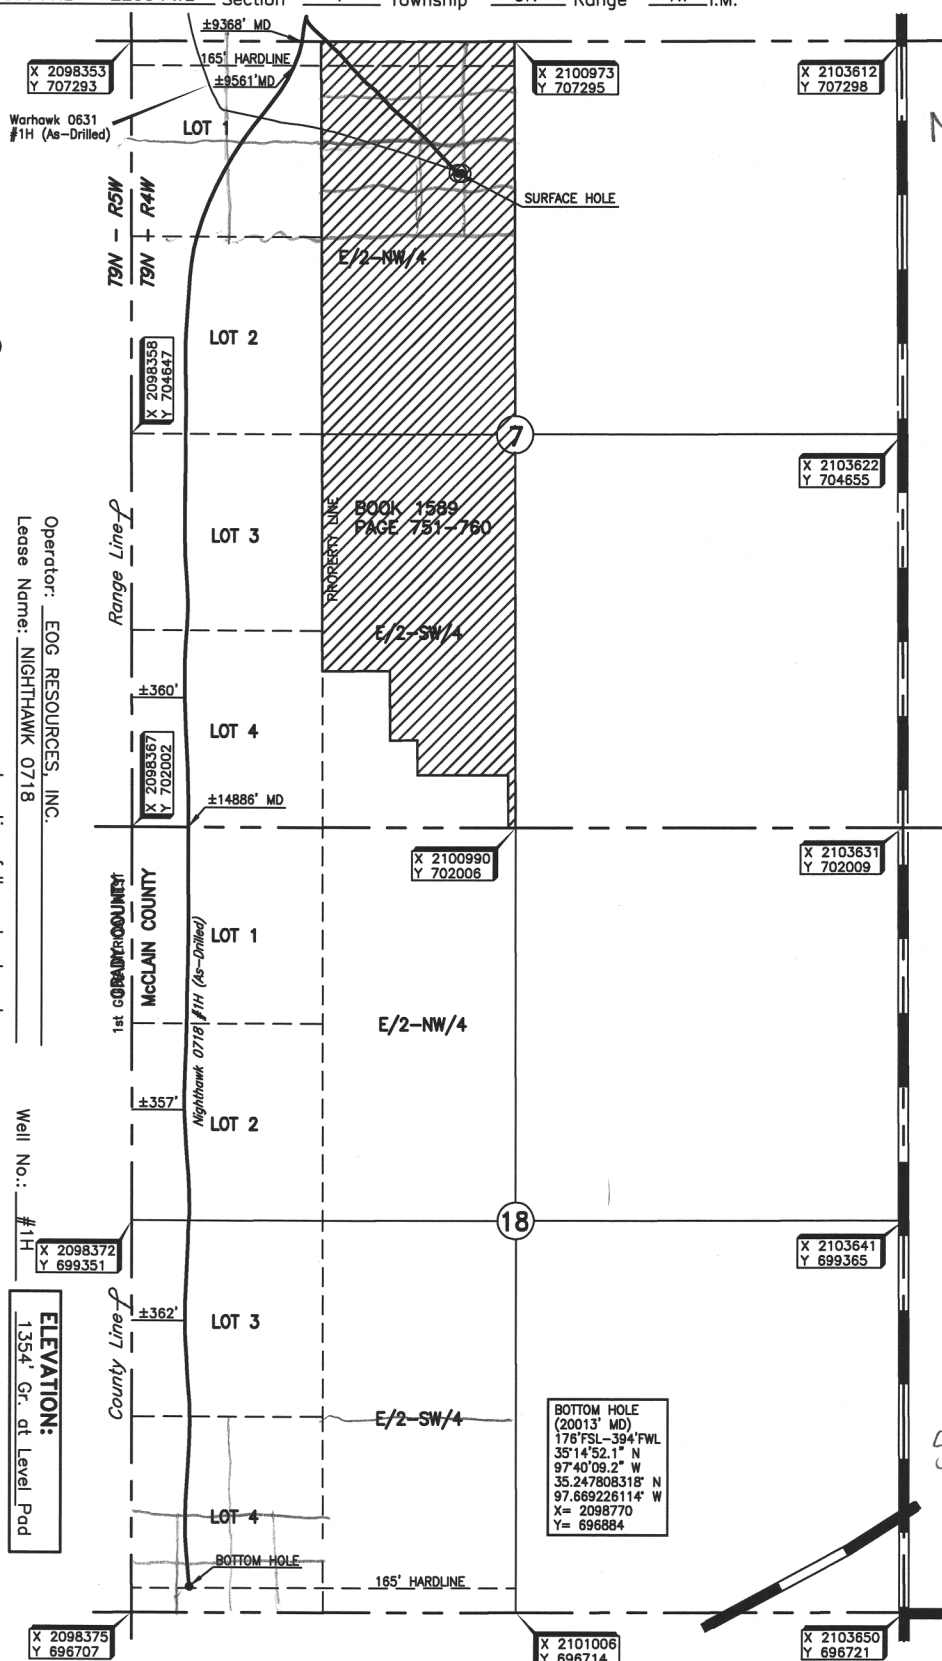 Section
Township
Range
I.M.
±9368' MD
165' HARDLINE
±9561' MD
X 2098353
Y 707293
X 2100973
Y 707295
X 2103612
Y 707298
Warhawk 0631
#1H (As-Drilled)
LOT 1
SURFACE HOLE
T9N - R5W
T9N - R4W
E/2-NW/4
LOT 2
X 2098358
Y 704647
7
X 2103622
Y 704655
Range Line
LOT 3
PROPERTY LINE
BOOK 1589
PAGE 751-760
E/2-SW/4
±360'
LOT 4
X 2098367
Y 702002
±14886' MD
X 2100990
Y 702006
X 2103631
Y 702009
Operator: EOG RESOURCES, INC.
Lease Name: NIGHTHAWK 0718
Well No.: #1H
GRADY COUNTY
McCLAIN COUNTY
Nighthawk 0718 #1H (As-Drilled)
LOT 1
E/2-NW/4
±357'
LOT 2
18
X 2098372
Y 699351
X 2103641
Y 699365
County Line
±362'
LOT 3
ELEVATION:
1354' Gr. at Level Pad
E/2-SW/4
BOTTOM HOLE
(20013' MD)
176'FSL-394'FWL
35°14'52.1" N
97°40'09.2" W
35.247808318° N
97.669226114° W
X= 2098770
Y= 696884
LOT 4
BOTTOM HOLE
165' HARDLINE
X 2098375
Y 696707
X 2101006
Y 696714
X 2103650
Y 696721